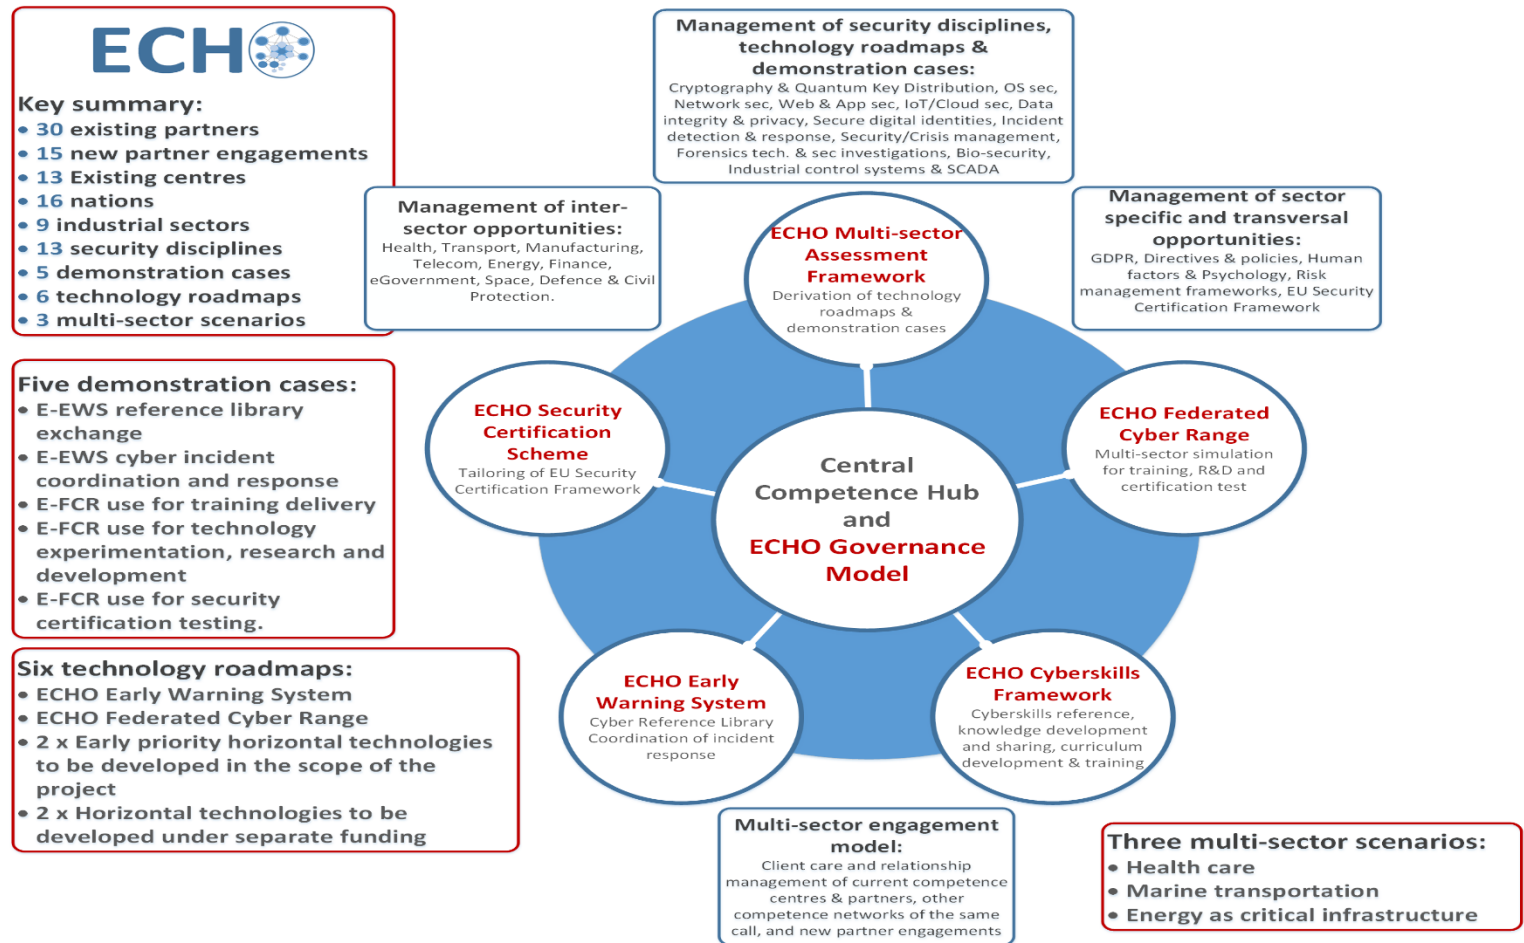 ECHO
Key summary:
• 30 existing partners
• 15 new partner engagements
• 13 Existing centres
• 16 nations
• 9 industrial sectors
• 13 security disciplines
• 5 demonstration cases
• 6 technology roadmaps
• 3 multi-sector scenarios
Management of security disciplines,
technology roadmaps &
demonstration cases:
Cryptography & Quantum Key Distribution, OS sec,
Network sec, Web & App sec, IoT/Cloud sec, Data
integrity & privacy, Secure digital identities, Incident
detection & response, Security/Crisis management,
Forensics tech. & sec investigations, Bio-security,
Industrial control systems & SCADA
Management of inter-
sector opportunities:
Health, Transport, Manufacturing,
Telecom, Energy, Finance,
eGovernment, Space, Defence & Civil
Protection.
Management of sector
specific and transversal
opportunities:
GDPR, Directives & policies, Human
factors & Psychology, Risk
management frameworks, EU Security
Certification Framework
ECHO Multi-sector
Assessment
Framework
Derivation of technology
roadmaps &
demonstration cases
Five demonstration cases:
• E-EWS reference library
exchange
• E-EWS cyber incident
coordination and response
• E-FCR use for training delivery
• E-FCR use for technology
experimentation, research and
development
• E-FCR use for security
certification testing.
ECHO Security
Certification
Scheme
Tailoring of EU Security
Certification Framework
ECHO Federated
Cyber Range
Multi-sector simulation
for training, R&D and
certification test
Central
Competence Hub
and
ECHO Governance
Model
Six technology roadmaps:
• ECHO Early Warning System
• ECHO Federated Cyber Range
• 2 x Early priority horizontal technologies
to be developed in the scope of the
project
• 2 x Horizontal technologies to be
developed under separate funding
ECHO Early
Warning System
Cyber Reference Library
Coordination of incident
response
ECHO Cyberskills
Framework
Cyberskills reference,
knowledge development
and sharing, curriculum
development & training
Multi-sector engagement
model:
Client care and relationship
management of current competence
centres & partners, other
competence networks of the same
call, and new partner engagements
Three multi-sector scenarios:
• Health care
• Marine transportation
• Energy as critical infrastructure